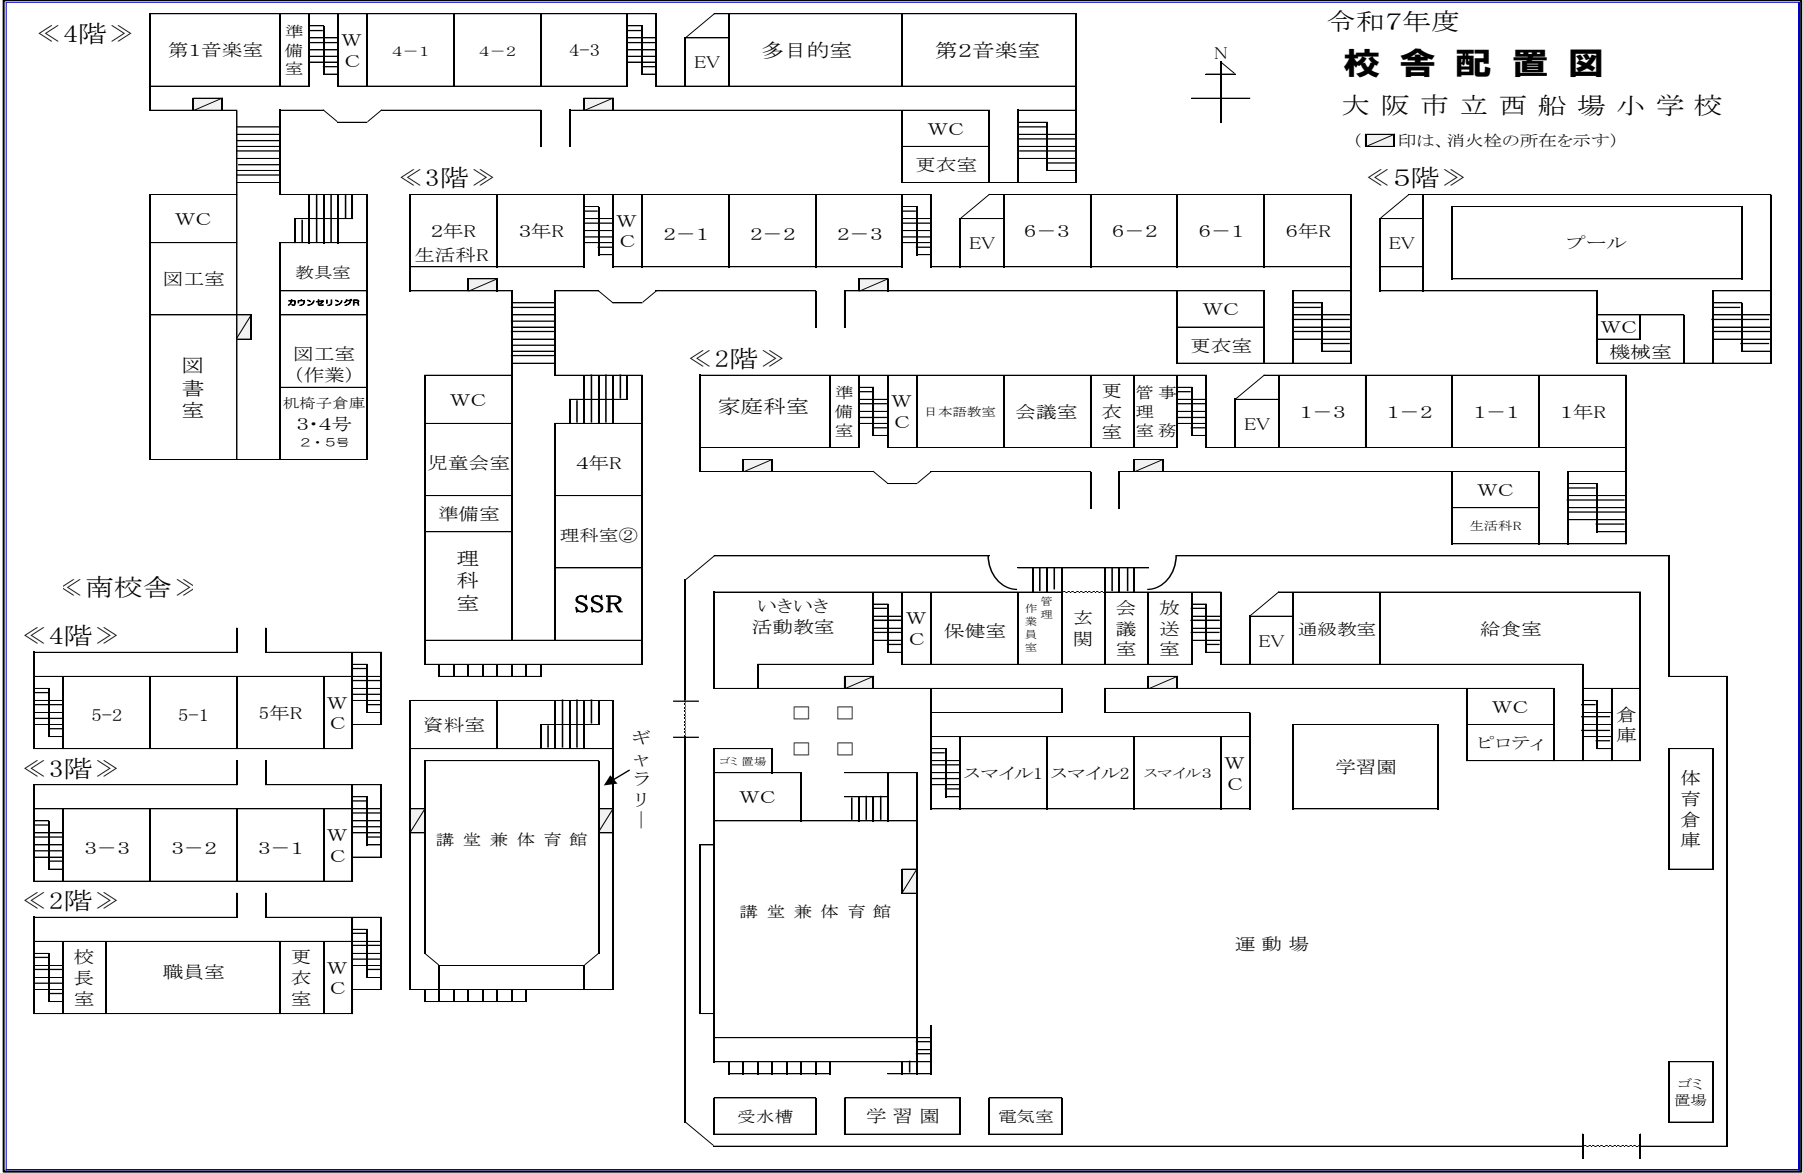 令和7年度
校舎配置図
大阪市立西船場小学校
（印は、消火栓の所在を示す）
N
≪4階≫
第1音楽室
準備室
WC
4－1
4－2
4-3
EV
多目的室
第2音楽室
WC
更衣室
WC
図工室
図書室
教具室
カウンセリングR
図工室
（作業）
机椅子倉庫
3・4号
2・5号
≪3階≫
2年R
生活科R
3年R
WC
2－1
2－2
2－3
EV
6－3
6－2
6－1
6年R
WC
更衣室
WC
児童会室
準備室
理科室
4年R
理科室②
SSR
≪5階≫
EV
プール
WC
機械室
≪2階≫
家庭科室
準備室
WC
日本語教室
会議室
更衣室
管理室
事務
EV
1－3
1－2
1－1
1年R
WC
生活科R
資料室
ギャラリー
講堂兼体育館
≪南校舎≫
≪4階≫
5-2
5-1
5年R
WC
≪3階≫
3－3
3－2
3－1
WC
≪2階≫
校長室
職員室
更衣室
WC
いきいき
活動教室
WC
保健室
管理
作業員室
玄関
会議室
放送室
EV
通級教室
給食室
WC
ピロティ
倉庫
ゴミ置場
WC
スマイル1
スマイル2
スマイル3
WC
学習園
体育倉庫
講堂兼体育館
運動場
受水槽
学習園
電気室
ゴミ
置場